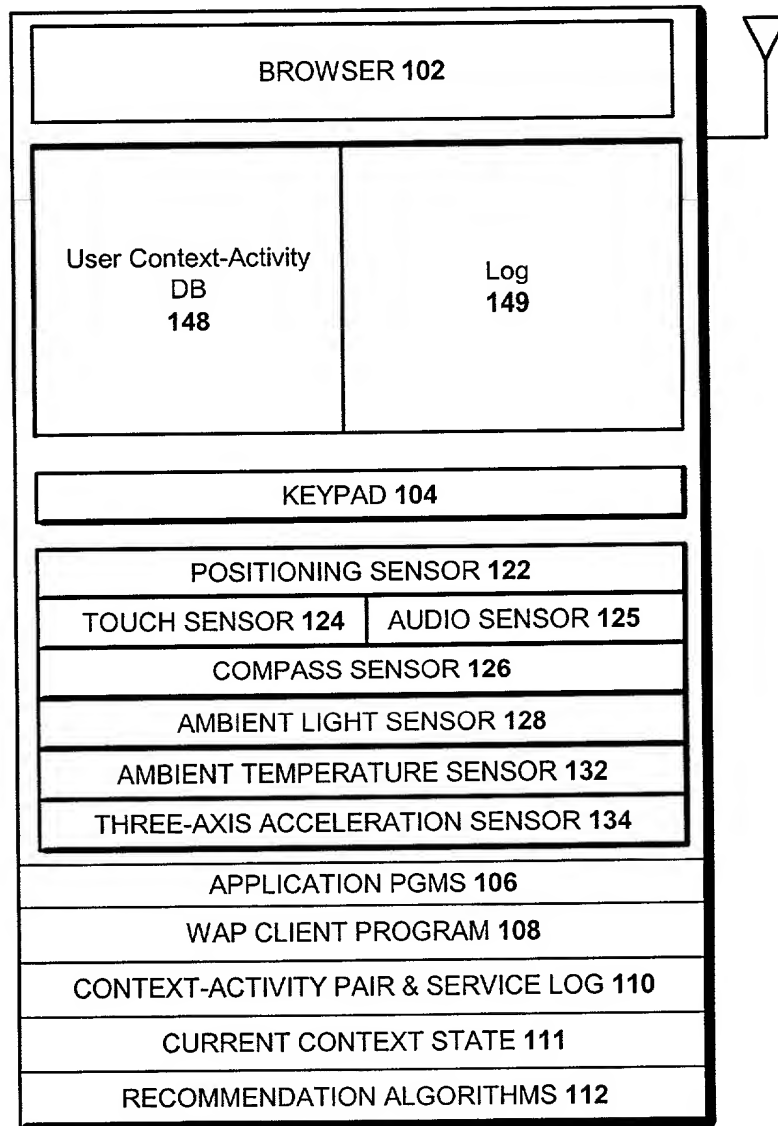 BROWSER 102
User Context-Activity
DB
148
Log
149
KEYPAD 104
POSITIONING SENSOR 122
TOUCH SENSOR 124
AUDIO SENSOR 125
COMPASS SENSOR 126
AMBIENT LIGHT SENSOR 128
AMBIENT TEMPERATURE SENSOR 132
THREE-AXIS ACCELERATION SENSOR 134
APPLICATION PGMS 106
WAP CLIENT PROGRAM 108
CONTEXT-ACTIVITY PAIR & SERVICE LOG 110
CURRENT CONTEXT STATE 111
RECOMMENDATION ALGORITHMS 112